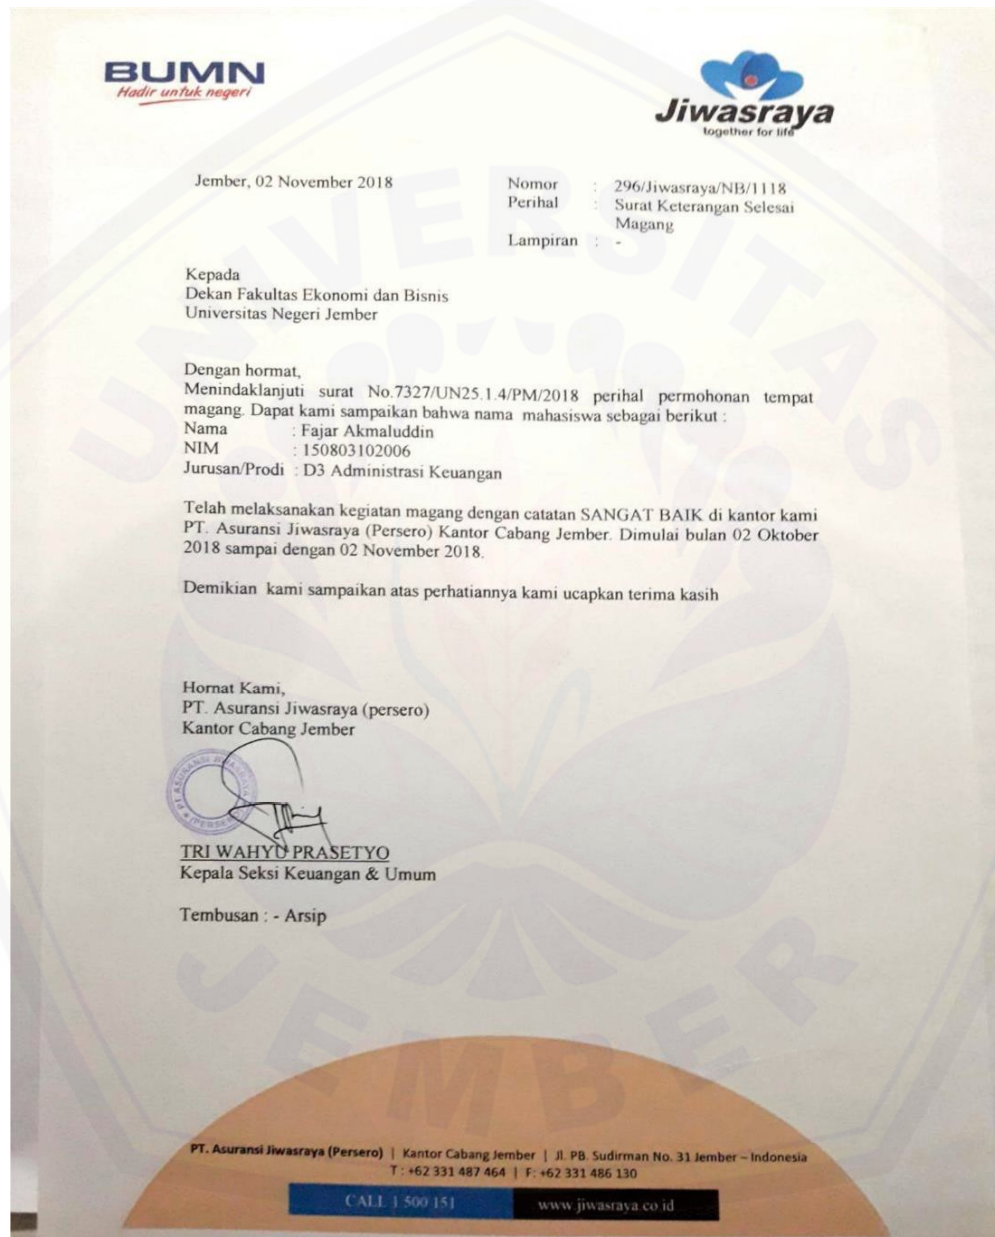 BUMN
Hadir untuk negeri
Jiwasraya
together for life
Jember, 02 November 2018
Nomor : 296/Jiwasraya/NB/1118
Perihal : Surat Keterangan Selesai
Magang
Lampiran : -
Kepada
Dekan Fakultas Ekonomi dan Bisnis
Universitas Negeri Jember
Dengan hormat,
Menindaklanjuti surat No.7327/UN25.1.4/PM/2018 perihal permohonan tempat
magang. Dapat kami sampaikan bahwa nama mahasiswa sebagai berikut :
Nama : Fajar Akmaluddin
NIM : 150803102006
Jurusan/Prodi : D3 Administrasi Keuangan
Telah melaksanakan kegiatan magang dengan catatan SANGAT BAIK di kantor kami
PT. Asuransi Jiwasraya (Persero) Kantor Cabang Jember. Dimulai bulan 02 Oktober
2018 sampai dengan 02 November 2018.
Demikian kami sampaikan atas perhatiannya kami ucapkan terima kasih
Hornat Kami,
PT. Asuransi Jiwasraya (persero)
Kantor Cabang Jember
PT ASURANSI JIWASRAYA
(PERSERO)
TRI WAHYU PRASETYO
Kepala Seksi Keuangan & Umum
Tembusan : - Arsip
PT. Asuransi Jiwasraya (Persero) | Kantor Cabang Jember | Jl. PB. Sudirman No. 31 Jember – Indonesia
T : +62 331 487 464 | F: +62 331 486 130
CALL 1 500 151
www.jiwasraya.co.id
UNIVERSITAS
JEMBER